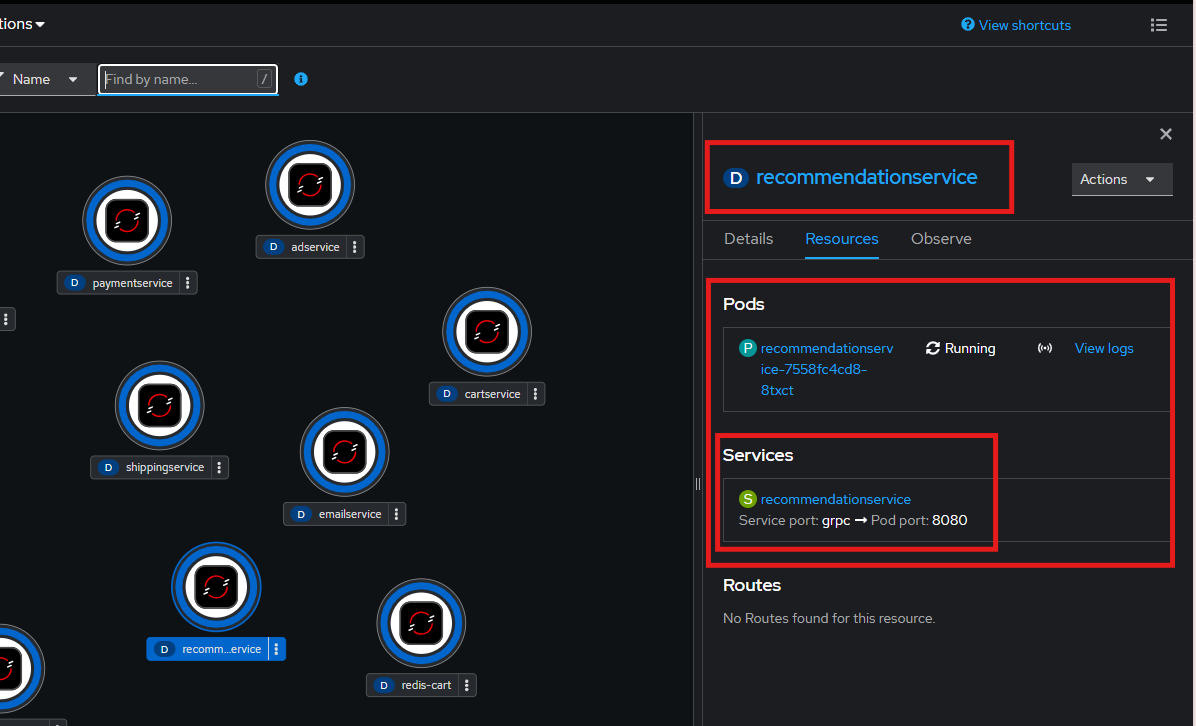 tions
View shortcuts
Name
Find by name...
/
D recommendationservice
Actions
Details
Resources
Observe
Pods
P recommendationserv
ice-7558fc4cd8-
8txct
Running
View logs
Services
S recommendationservice
Service port: grpc → Pod port: 8080
Routes
No Routes found for this resource.
D adservice
D paymentservice
D cartservice
D shippingservice
D emailservice
D recomm...ervice
D redis-cart